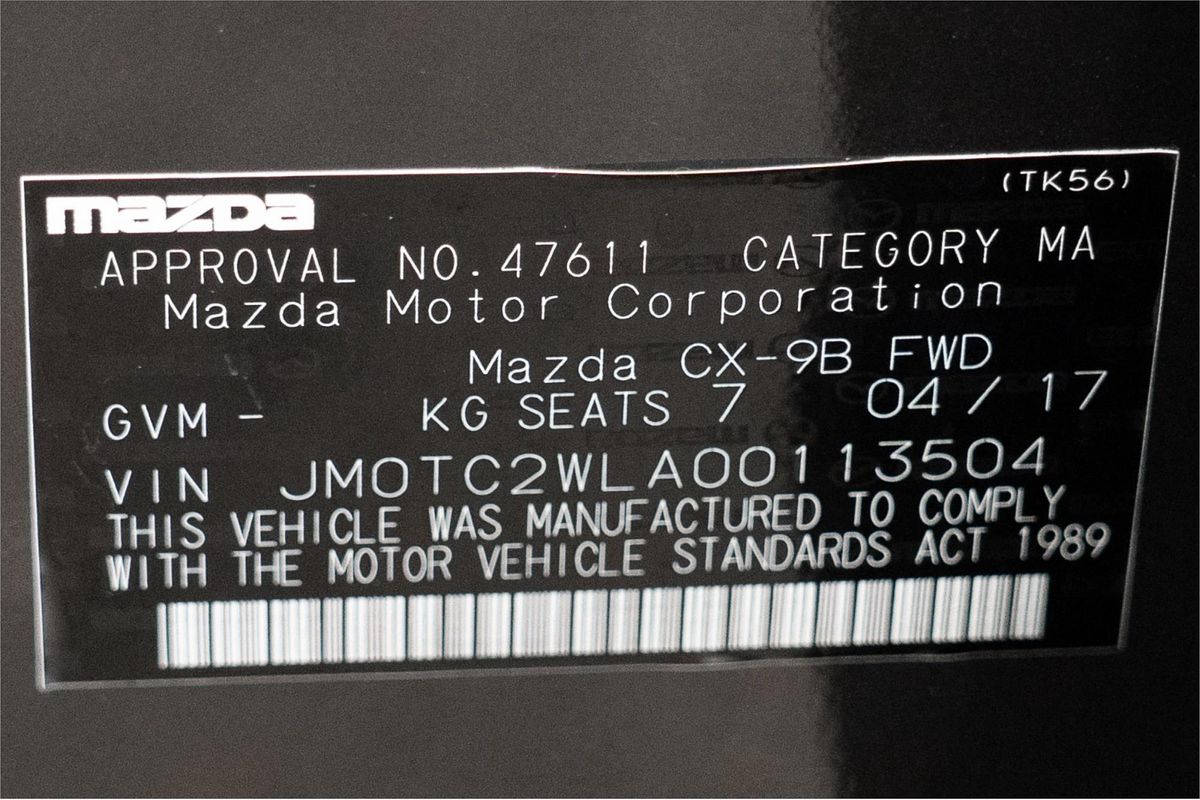 (TK56)
mazda
APPROVAL NO.47611 CATEGORY MA
Mazda Motor Corporation
Mazda CX-9B FWD
GVM - KG SEATS 7 04/17
VIN JM0TC2WLA00113504
THIS VEHICLE WAS MANUFACTURED TO COMPLY
WITH THE MOTOR VEHICLE STANDARDS ACT 1989